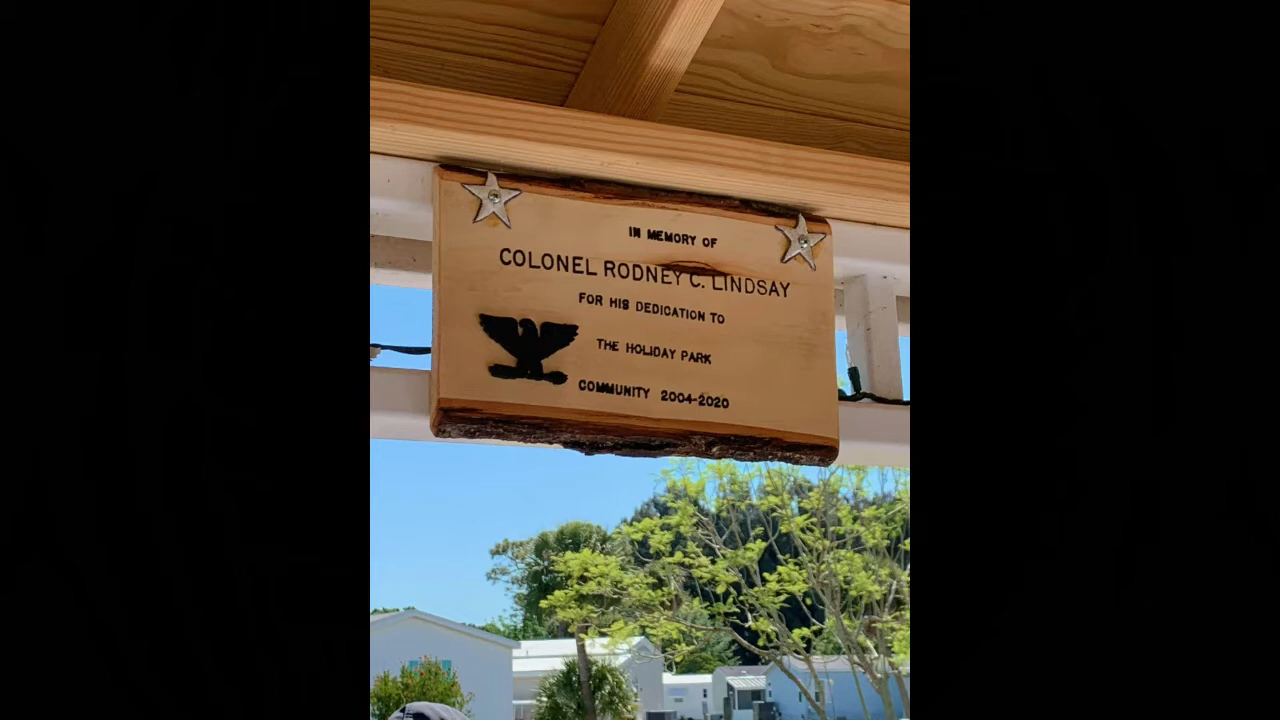 IN MEMORY OF
COLONEL RODNEY C. LINDSAY
FOR HIS DEDICATION TO
THE HOLIDAY PARK
COMMUNITY 2004-2020